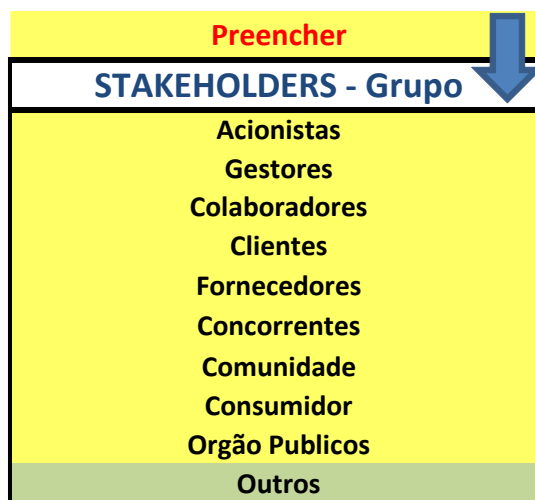 Preencher
STAKEHOLDERS - Grupo
Acionistas
Gestores
Colaboradores
Clientes
Fornecedores
Concorrentes
Comunidade
Consumidor
Orgão Publicos
Outros